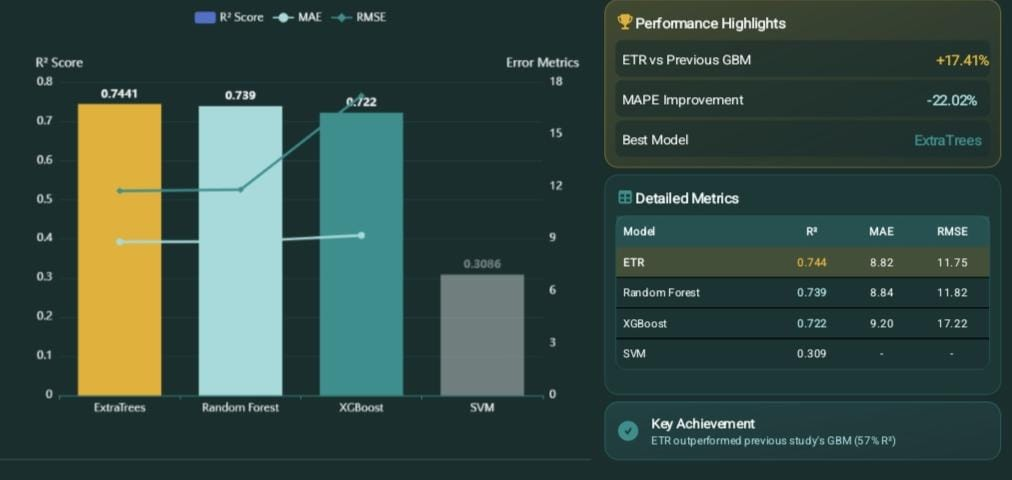 R² Score MAE RMSE
R² Score Error Metrics
0.8 18
0.7441 0.739 0.722
0.7 15
0.6
0.5 12
0.4 9
0.3086
0.3
6
0.2
3
0.1
0 0
ExtraTrees Random Forest XGBoost SVM
Performance Highlights
ETR vs Previous GBM +17.41%
MAPE Improvement -22.02%
Best Model ExtraTrees
Detailed Metrics
Model R² MAE RMSE
ETR 0.744 8.82 11.75
Random Forest 0.739 8.84 11.82
XGBoost 0.722 9.20 17.22
SVM 0.309 - -
Key Achievement
ETR outperformed previous study's GBM (57% R²)